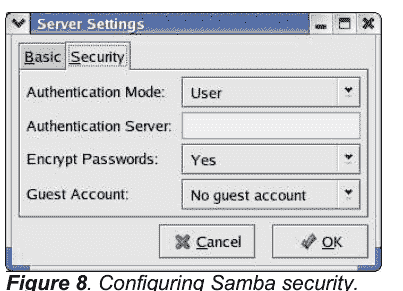 Server Settings
Basic Security
Authentication Mode: User
Authentication Server:
Encrypt Passwords: Yes
Guest Account: No guest account
Cancel OK
Figure 8. Configuring Samba security.